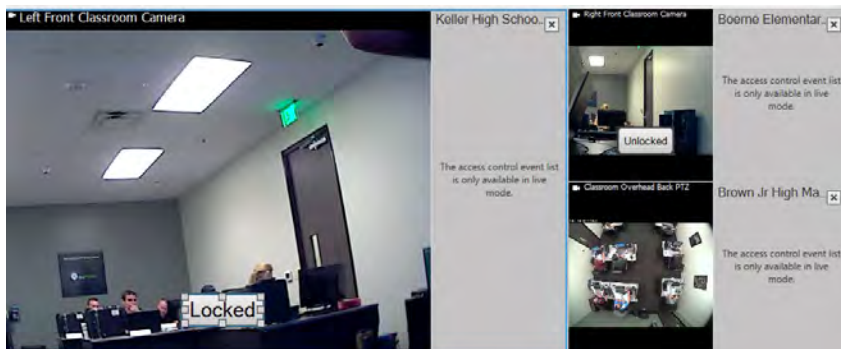 Left Front Classroom Camera
Keller High Schoo...
The access control event list
is only available in live
mode.
Locked
Right Front Classroom Camera
Boerne Elementar...
The access control event list
is only available in live
mode.
Unlocked
Classroom Overhead Back PTZ
Brown Jr High Ma...
The access control event list
is only available in live
mode.